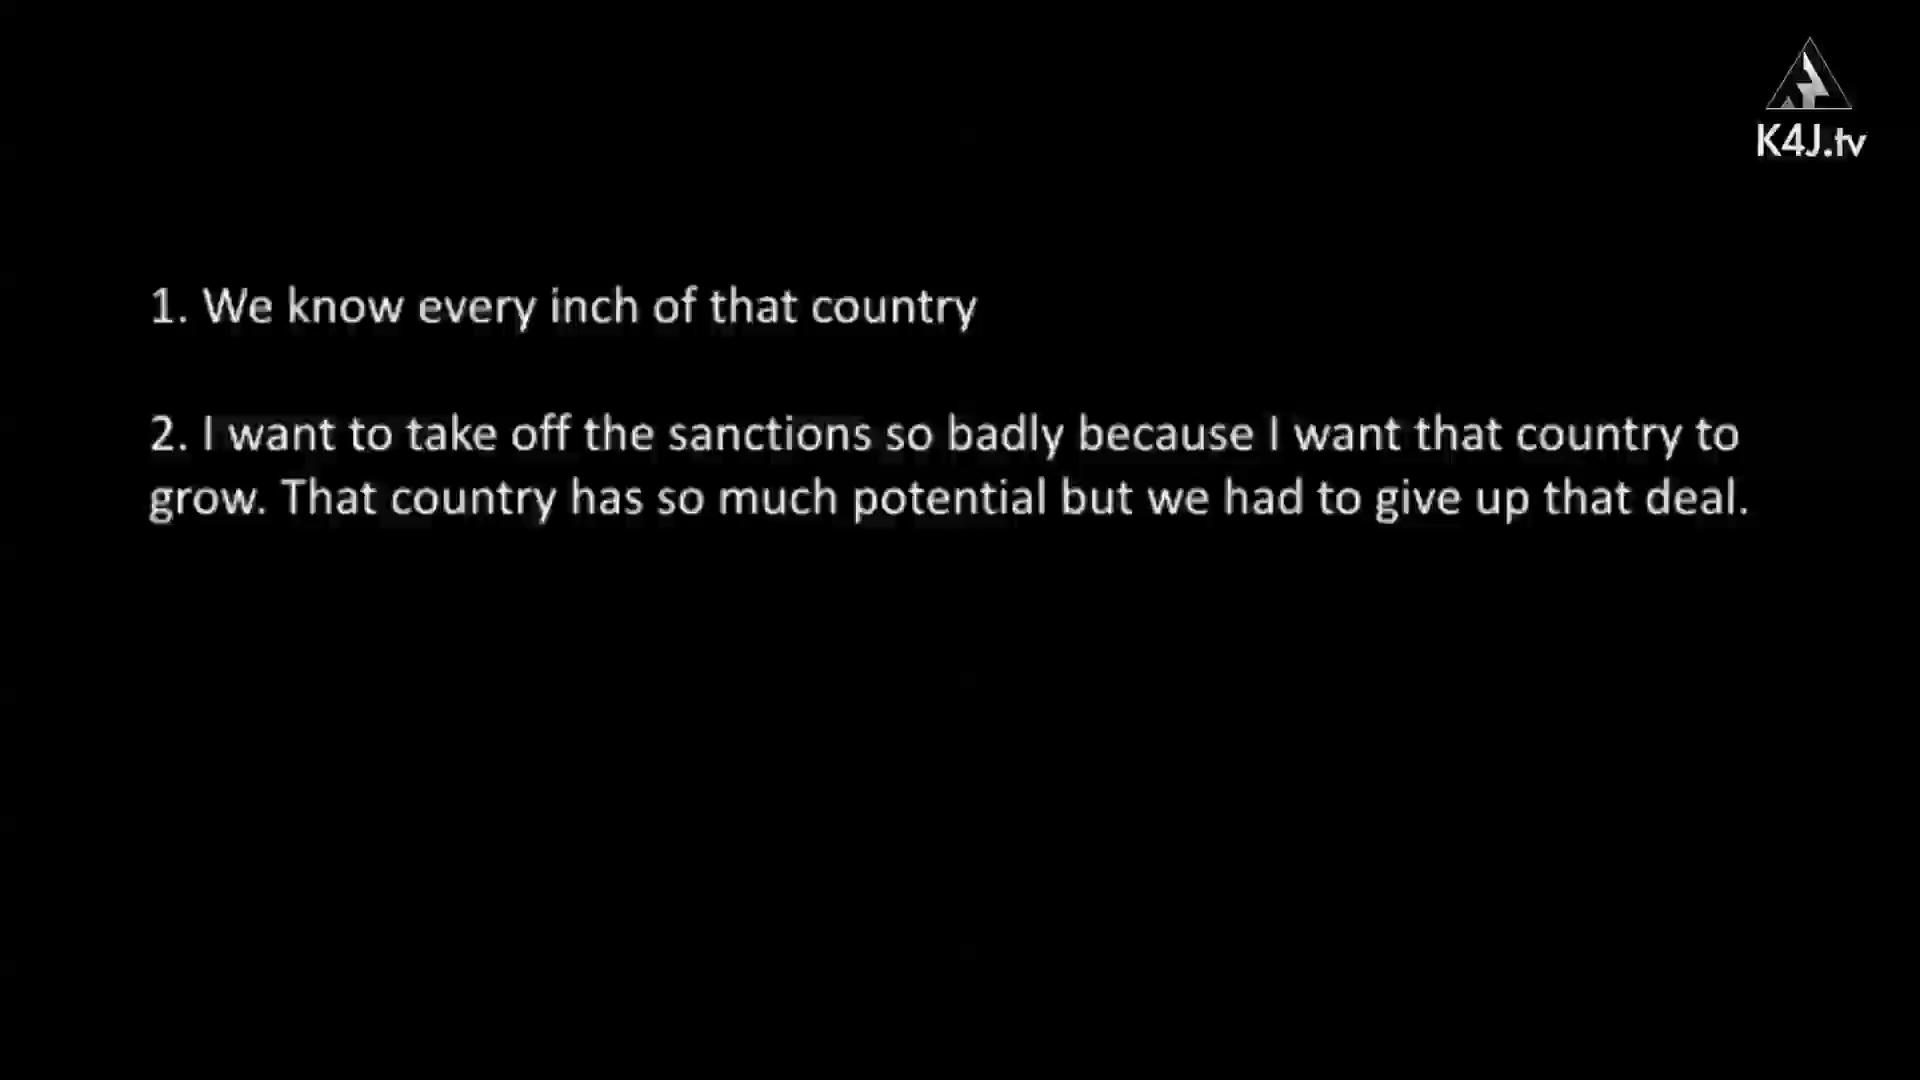 K4J.tv
1. We know every inch of that country
2. I want to take off the sanctions so badly because I want that country to
grow. That country has so much potential but we had to give up that deal.